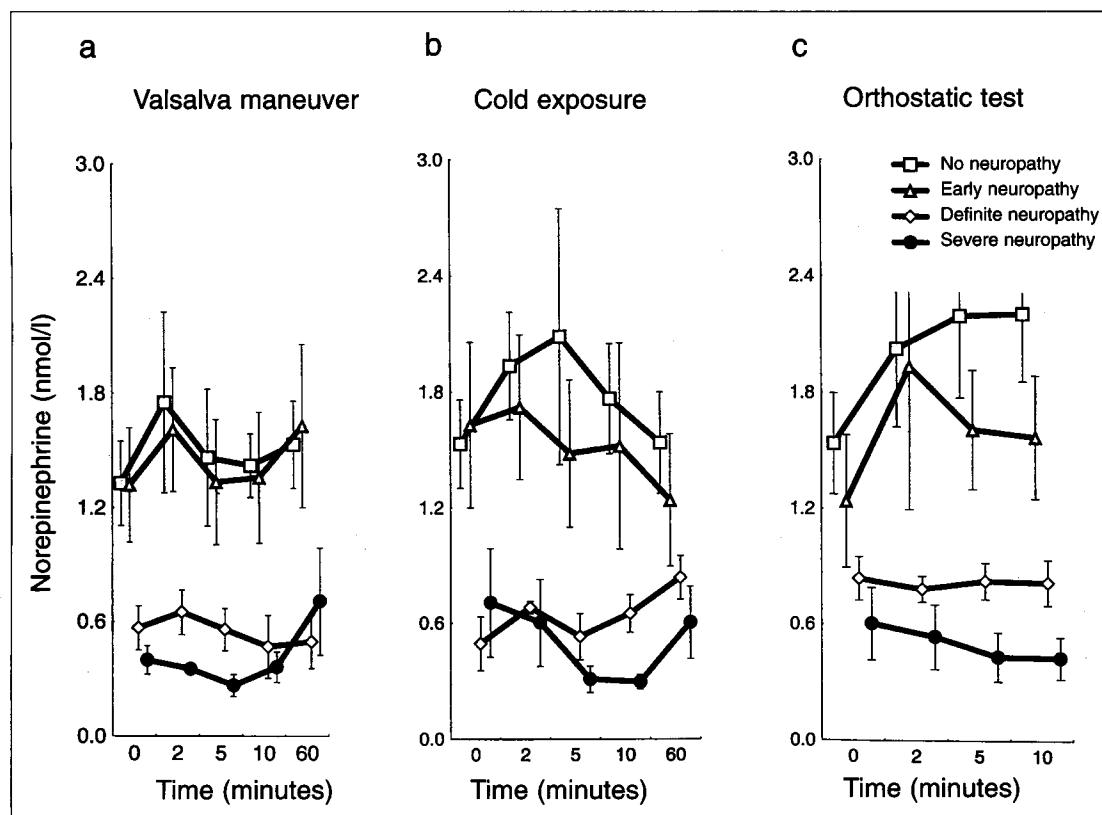 a
Valsalva maneuver
b
Cold exposure
c
Orthostatic test
Norepinephrine (nmol/l)
3.0
2.4
1.8
1.2
0.6
0.0
0 2 5 10 60
Time (minutes)
3.0
2.4
1.8
1.2
0.6
0.0
0 2 5 10 60
Time (minutes)
3.0
2.4
1.8
1.2
0.6
0.0
0 2 5 10
Time (minutes)
No neuropathy
Early neuropathy
Definite neuropathy
Severe neuropathy